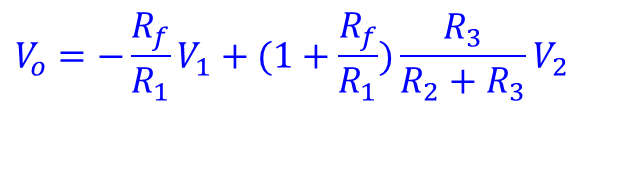 V_o = -\frac{R_f}{R_1}V_1 + (1 + \frac{R_f}{R_1})\frac{R_3}{R_2 + R_3}V_2